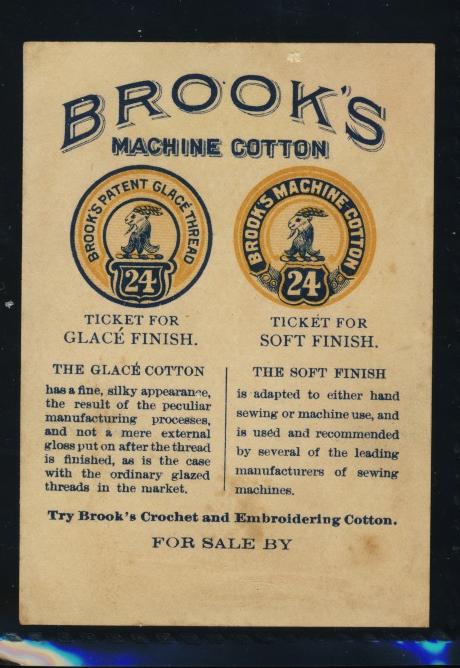 BROOK'S
MACHINE COTTON
BROOK'S PATENT GLACÉ THREAD
24
BROOK'S MACHINE COTTON
24
TICKET FOR
GLACÉ FINISH.
TICKET FOR
SOFT FINISH.
THE GLACÉ COTTON
has a fine, silky appearance,
the result of the peculiar
manufacturing processes,
and not a mere external
gloss put on after the thread
is finished, as is the case
with the ordinary glazed
threads in the market.
THE SOFT FINISH
is adapted to either hand
sewing or machine use, and
is used and recommended
by several of the leading
manufacturers of sewing
machines.
Try Brook's Crochet and Embroidering Cotton.
FOR SALE BY